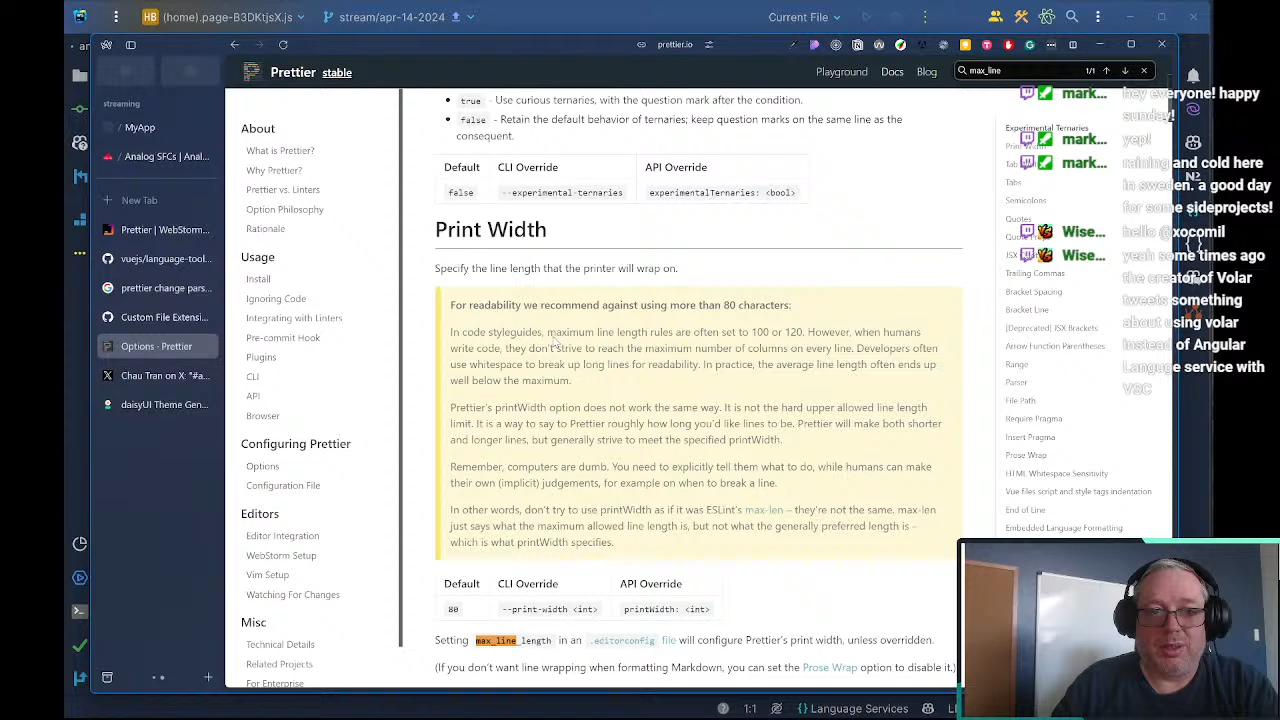 HB (home).page-B3DKtjsX.js
stream/apr-14-2024
Current File
prettier.io
Prettier stable
Playground Docs Blog
max_line
1/1
streaming
MyApp
Analog SFCs | Anal...
New Tab
Prettier | WebStorm...
vuejs/language-tool...
prettier change pars...
Custom File Extensi...
Options · Prettier
Chau Tran on X: "#a...
daisyUI Theme Gen...
About
What is Prettier?
Why Prettier?
Prettier vs. Linters
Option Philosophy
Rationale
Usage
Install
Ignoring Code
Integrating with Linters
Pre-commit Hook
Plugins
CLI
API
Browser
Configuring Prettier
Options
Configuration File
Editors
Editor Integration
WebStorm Setup
Vim Setup
Watching For Changes
Misc
Technical Details
Related Projects
For Enterprise
true - Use curious ternaries, with the question mark after the condition.
false - Retain the default behavior of ternaries; keep question marks on the same line as the
consequent.
Default CLI Override API Override
false --experimental-ternaries experimentalTernaries: <bool>
Print Width
Specify the line length that the printer will wrap on.
For readability we recommend against using more than 80 characters:
In code styleguides, maximum line length rules are often set to 100 or 120. However, when humans
write code, they don't strive to reach the maximum number of columns on every line. Developers often
use whitespace to break up long lines for readability. In practice, the average line length often ends up
well below the maximum.
Prettier's printWidth option does not work the same way. It is not the hard upper allowed line length
limit. It is a way to say to Prettier roughly how long you'd like lines to be. Prettier will make both shorter
and longer lines, but generally strive to meet the specified printWidth.
Remember, computers are dumb. You need to explicitly tell them what to do, while humans can make
their own (implicit) judgements, for example on when to break a line.
In other words, don't try to use printWidth as if it was ESLint's max-len – they're not the same. max-len
just says what the maximum allowed line length is, but not what the generally preferred length is –
which is what printWidth specifies.
Default CLI Override API Override
80 --print-width <int> printWidth: <int>
Setting max_line_length in an .editorconfig file will configure Prettier's print width, unless overridden.
(If you don't want line wrapping when formatting Markdown, you can set the Prose Wrap option to disable it.)
Experimental Ternaries
Print Width
Tabs
Semicolons
Quotes
Trailing Commas
Bracket Spacing
Bracket Line
[Deprecated] JSX Brackets
Arrow Function Parentheses
Range
Parser
File Path
Require Pragma
Insert Pragma
Prose Wrap
HTML Whitespace Sensitivity
Vue files script and style tags indentation
End of Line
Embedded Language Formatting
mark... hey everyone! happy
sunday!
mark... yep!
mark... raining and cold here
in sweden. a good day
for some sideprojects!
Wise... hello @xocomil
Wise... yeah some times ago
the creator of Volar
tweets something
about using volar
instead of Angular
Languge service with
VSC
1:1
Language Services